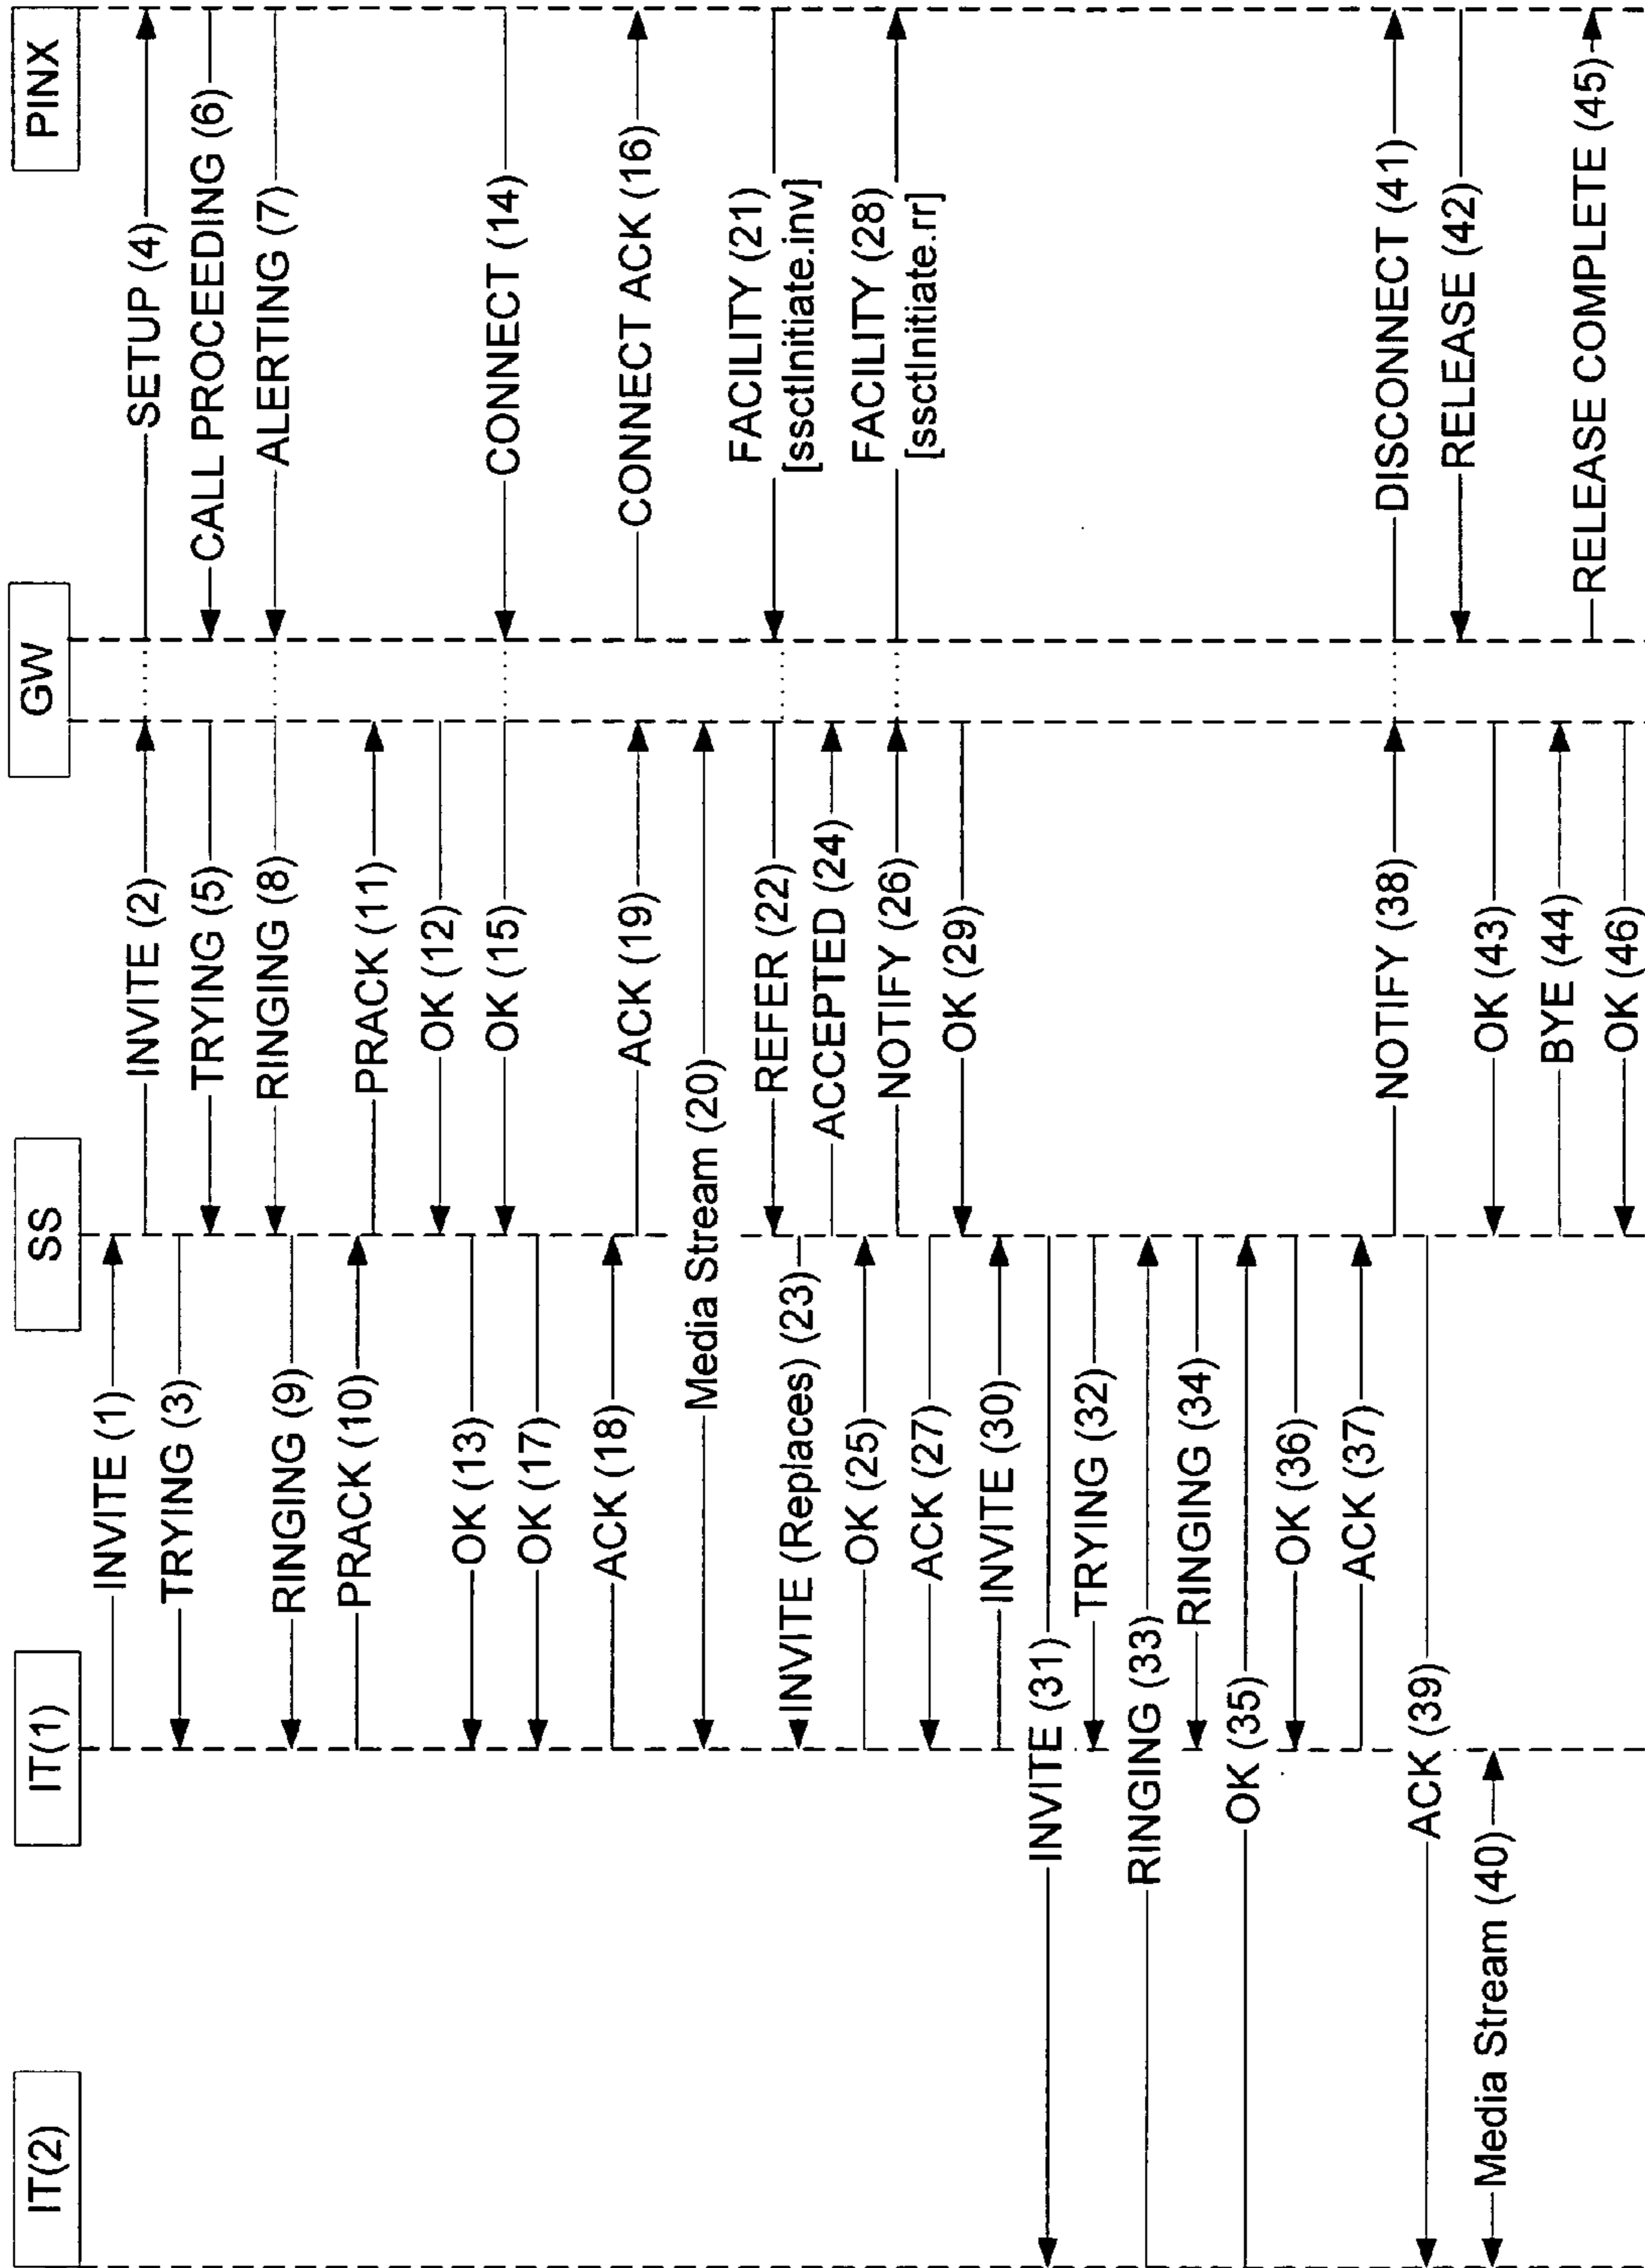 IT(2)
IT(1)
SS
GW
PINX
INVITE (1)
INVITE (2)
TRYING (3)
SETUP (4)
TRYING (5)
CALL PROCEEDING (6)
ALERTING (7)
RINGING (8)
RINGING (9)
PRACK (10)
PRACK (11)
OK (12)
OK (13)
CONNECT (14)
OK (15)
CONNECT ACK (16)
OK (17)
ACK (18)
ACK (19)
Media Stream (20)
FACILITY (21)
[ssctInitiate.inv]
REFER (22)
INVITE (Replaces) (23)
ACCEPTED (24)
OK (25)
NOTIFY (26)
ACK (27)
FACILITY (28)
[ssctInitiate.rr]
OK (29)
INVITE (30)
INVITE (31)
TRYING (32)
RINGING (33)
RINGING (34)
OK (35)
OK (36)
ACK (37)
NOTIFY (38)
ACK (39)
Media Stream (40)
DISCONNECT (41)
RELEASE (42)
OK (43)
BYE (44)
RELEASE COMPLETE (45)
OK (46)